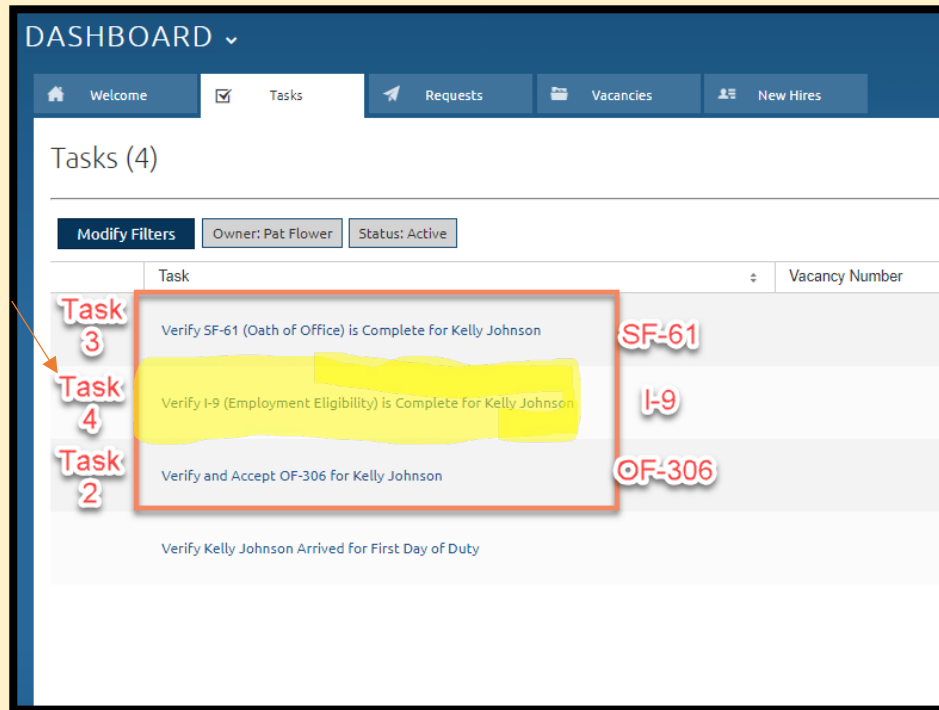 DASHBOARD
Welcome
Tasks
Requests
Vacancies
New Hires
Tasks (4)
Modify Filters
Owner: Pat Flower
Status: Active
Task
Vacancy Number
Task 3
Verify SF-61 (Oath of Office) is Complete for Kelly Johnson
SF-61
Task 4
Verify I-9 (Employment Eligibility) is Complete for Kelly Johnson
I-9
Task 2
Verify and Accept OF-306 for Kelly Johnson
OF-306
Verify Kelly Johnson Arrived for First Day of Duty